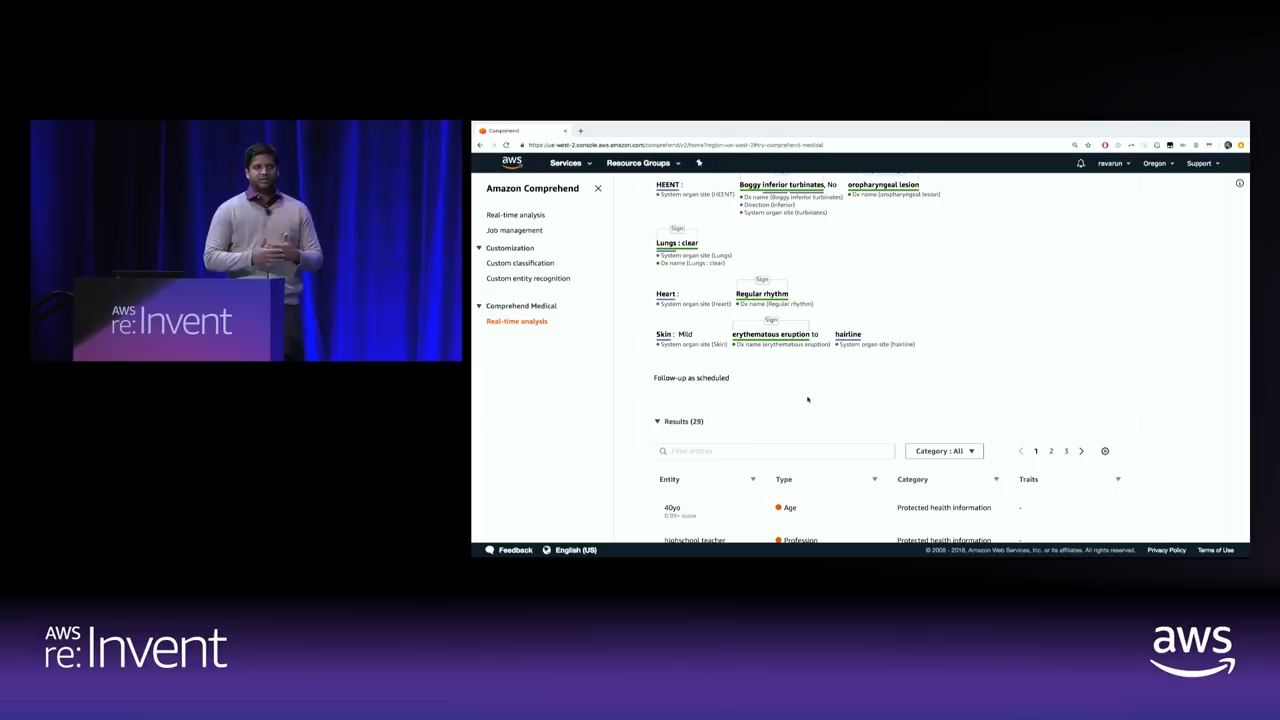 Comprehend
https://us-west-2.console.aws.amazon.com/comprehend/v2/home?region=us-west-2#try-comprehend-medical
aws Services Resource Groups ravarun Oregon Support
Amazon Comprehend
Real-time analysis
Job management
Customization
Custom classification
Custom entity recognition
Comprehend Medical
Real-time analysis
HEENT : Boggy inferior turbinates, No oropharyngeal lesion
System organ site (HEENT) Dx name (Boggy inferior turbinates) Dx name (oropharyngeal lesion)
Direction (inferior)
System organ site (turbinates)
Sign
Lungs : clear
System organ site (Lungs)
Dx name (Lungs : clear)
Sign
Heart : Regular rhythm
System organ site (Heart) Dx name (Regular rhythm)
Sign
Skin : Mild erythematous eruption to hairline
System organ site (Skin) Dx name (erythematous eruption) System organ site (hairline)
Follow-up as scheduled
Results (29)
Filter entities Category : All 1 2 3
Entity Type Category Traits
40yo Age Protected health information -
0.99+ score
highschool teacher Profession Protected health information -
Feedback English (US) © 2008 - 2018, Amazon Web Services, Inc. or its affiliates. All rights reserved. Privacy Policy Terms of Use
AWS
re:Invent
AWS
re:Invent
aws